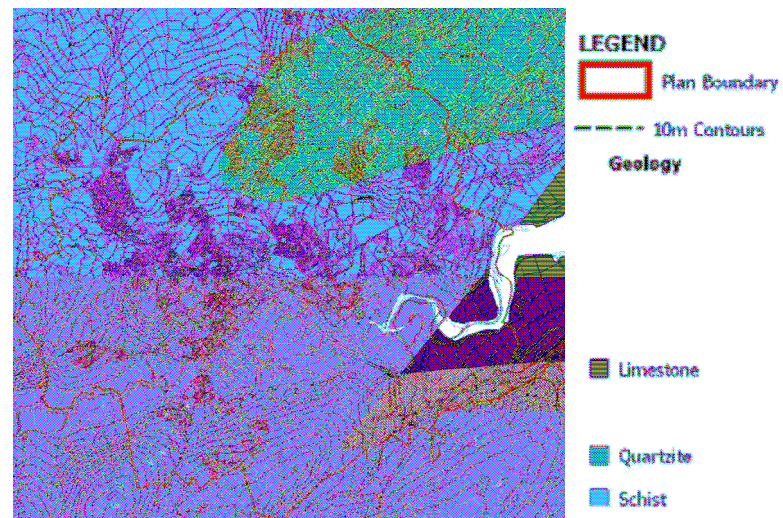 LEGEND
Plan Boundary
10m Contours
Geology
Limestone
Quartzite
Schist